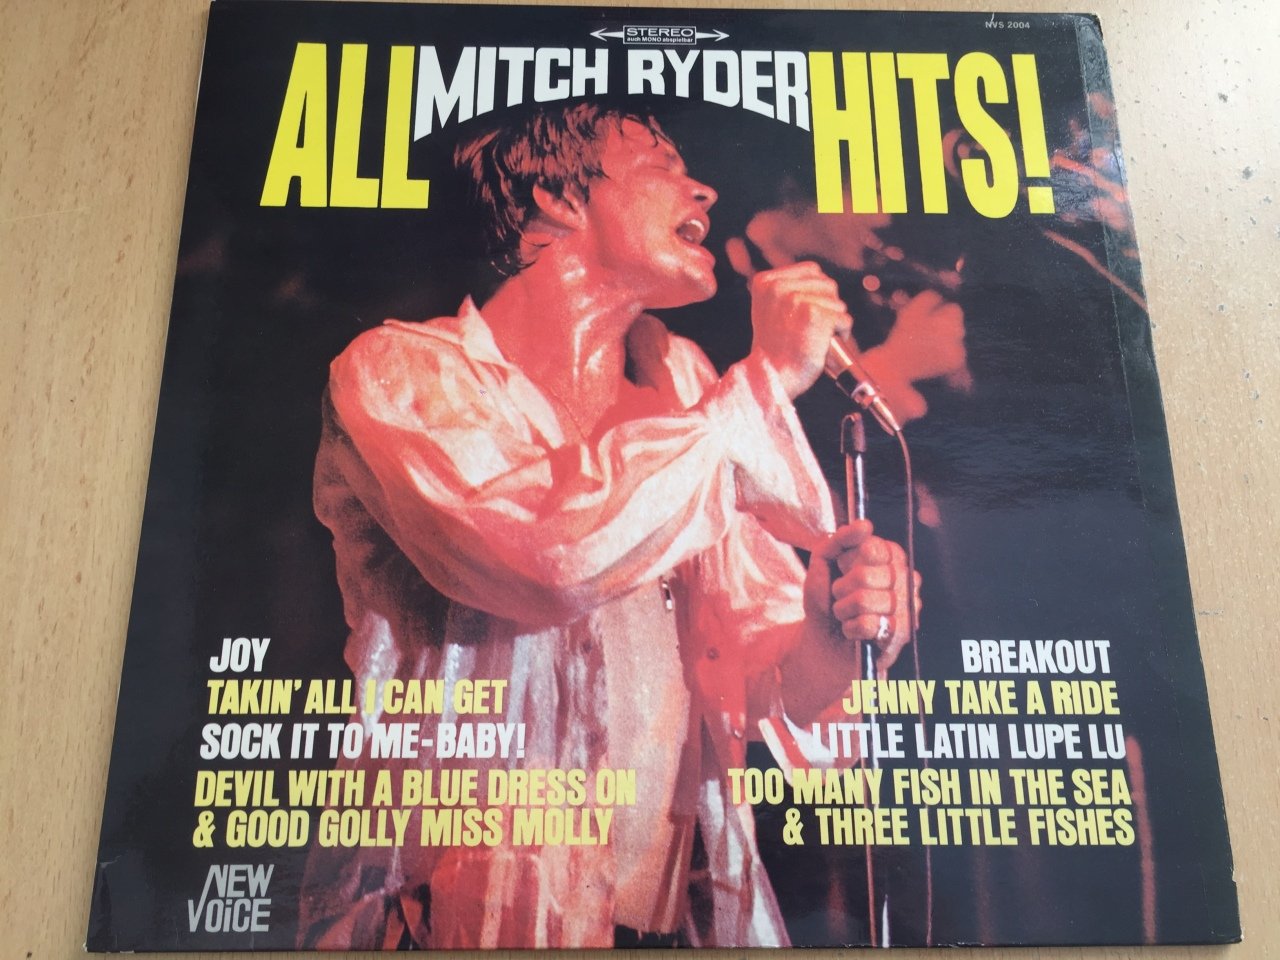 STEREO
auch MONO abspielbar
NVS 2004
ALL MITCH RYDER HITS!
JOY
TAKIN' ALL I CAN GET
SOCK IT TO ME-BABY!
DEVIL WITH A BLUE DRESS ON
& GOOD GOLLY MISS MOLLY
BREAKOUT
JENNY TAKE A RIDE
LITTLE LATIN LUPE LU
TOO MANY FISH IN THE SEA
& THREE LITTLE FISHES
NEW
VOiCE